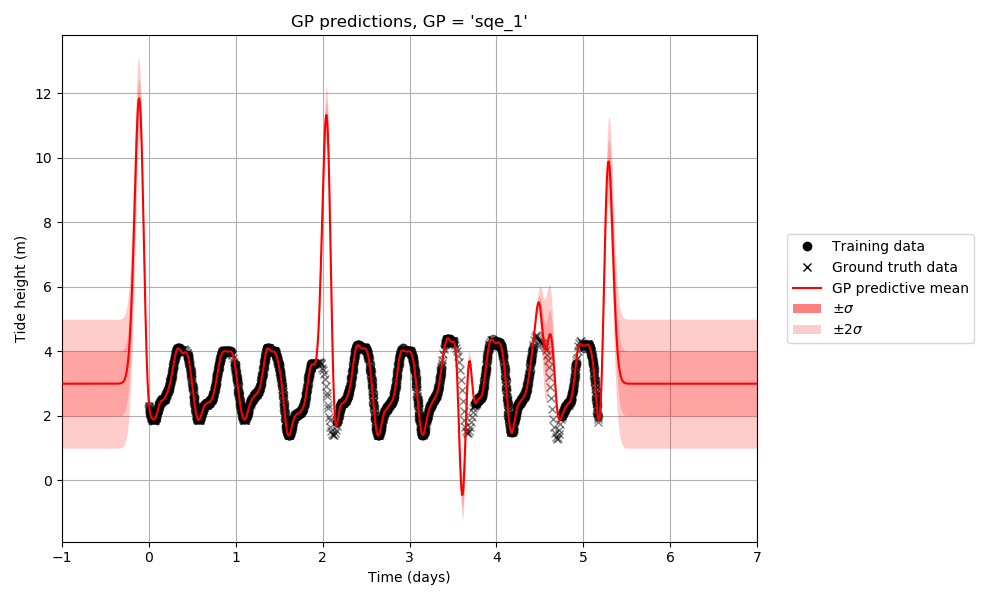 GP predictions, GP = 'sqe_1'
Tide height (m)
12
10
8
6
4
2
0
−1
0
1
2
3
4
5
6
7
Time (days)
Training data
Ground truth data
GP predictive mean
±σ
±2σ